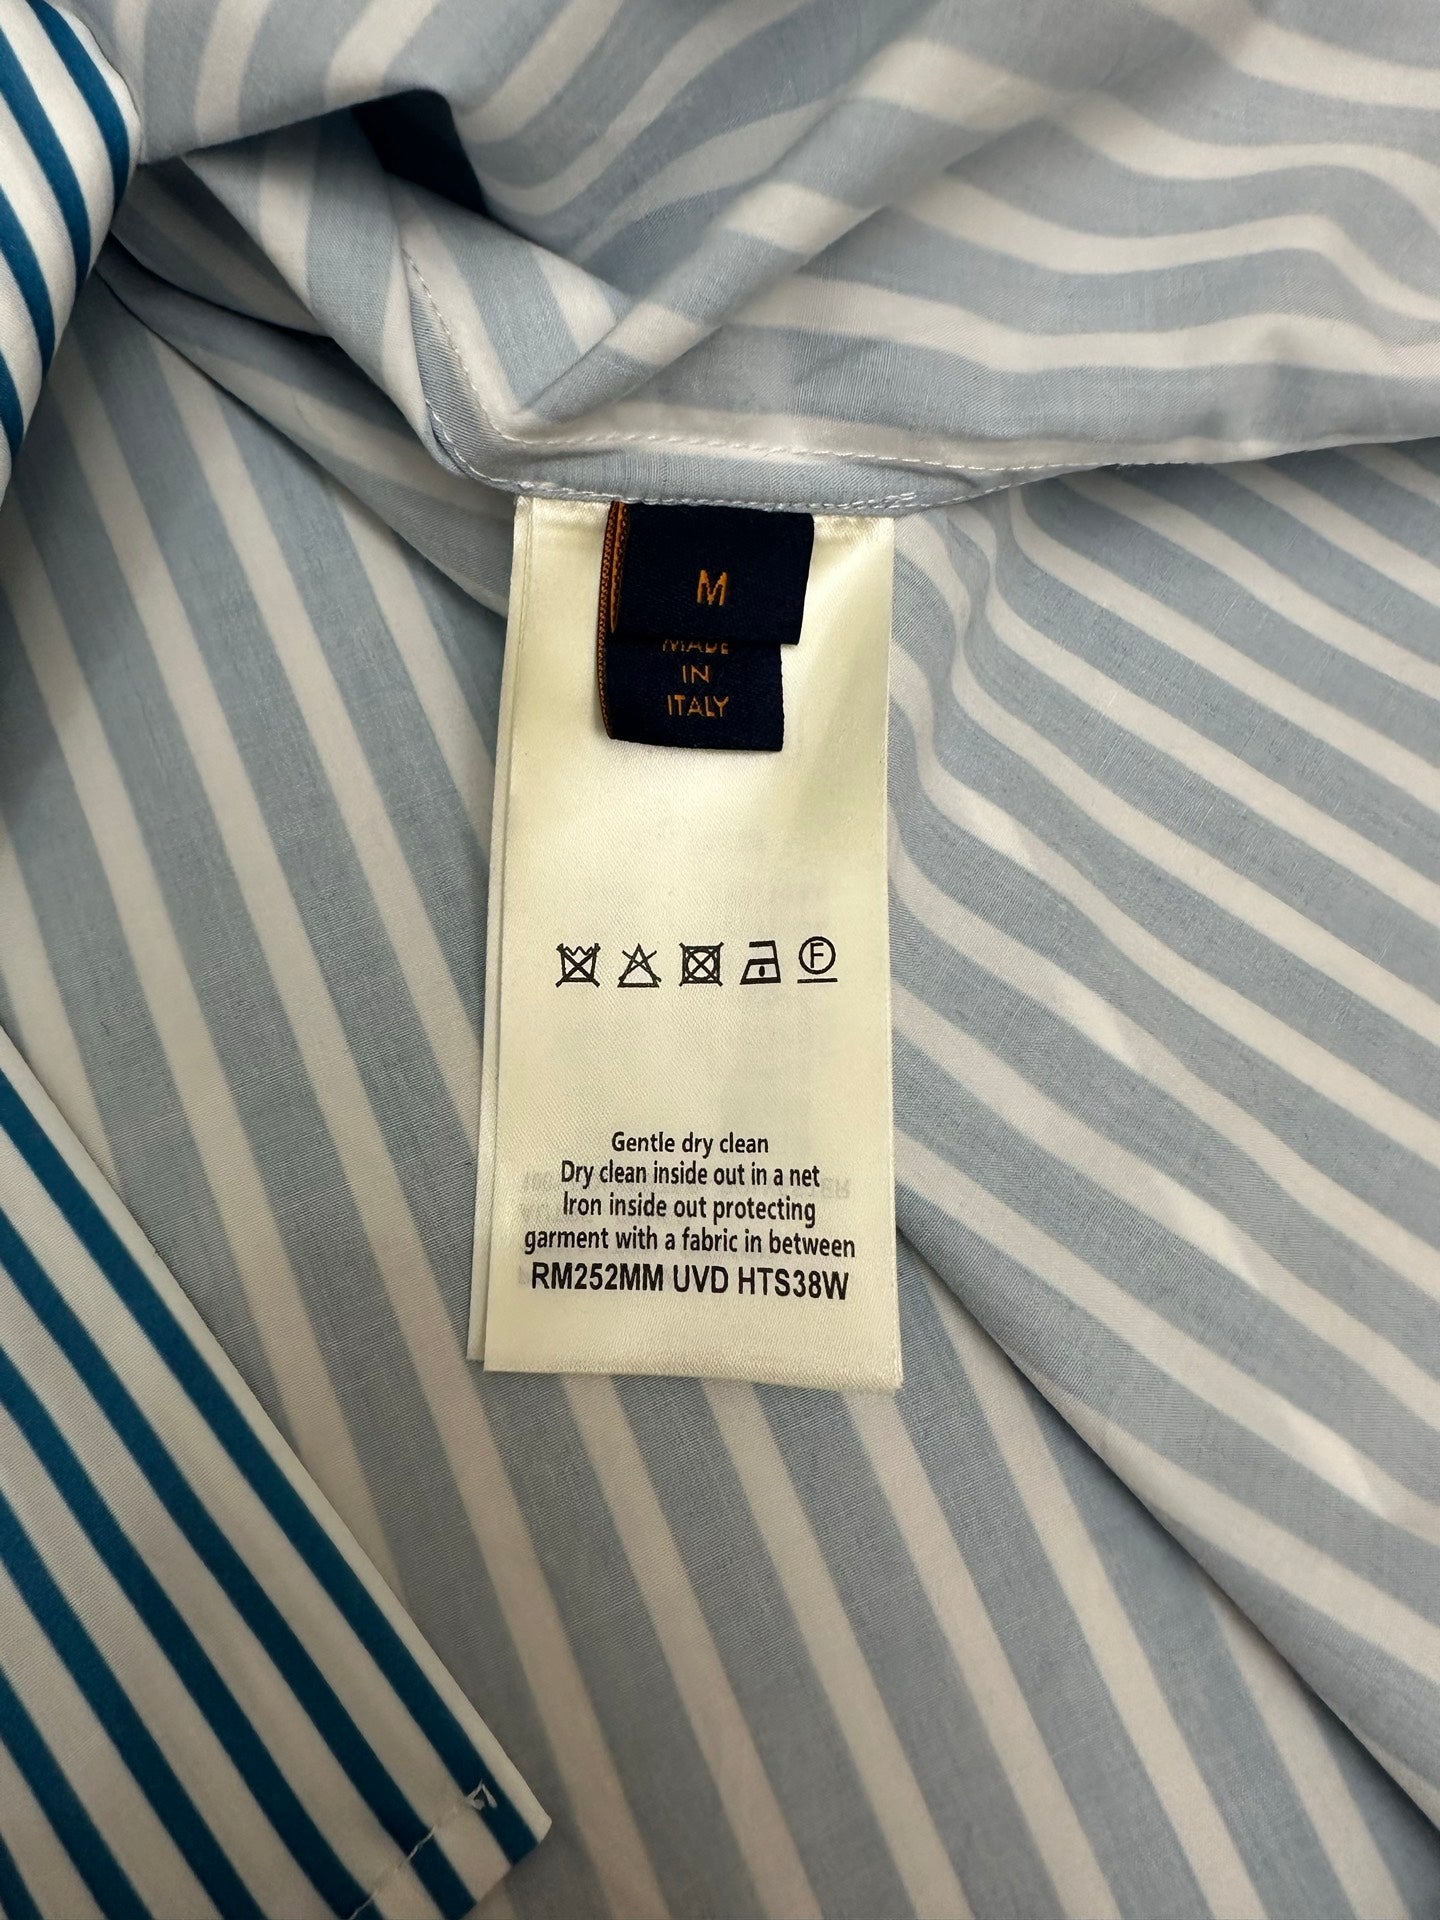 M
MADE
IN
ITALY
F
Gentle dry clean
Dry clean inside out in a net
Iron inside out protecting
garment with a fabric in between
RM252MM UVD HTS38W